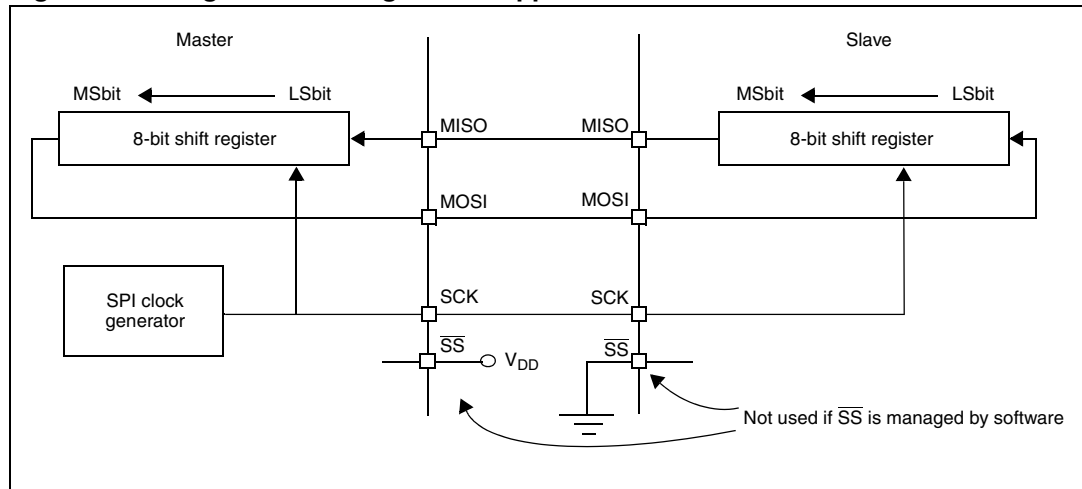 Master
Slave
MSbit
LSbit
MSbit
LSbit
8-bit shift register
MISO
MISO
8-bit shift register
MOSI
MOSI
SPI clock
generator
SCK
SCK
SS
VDD
SS
Not used if SS is managed by software